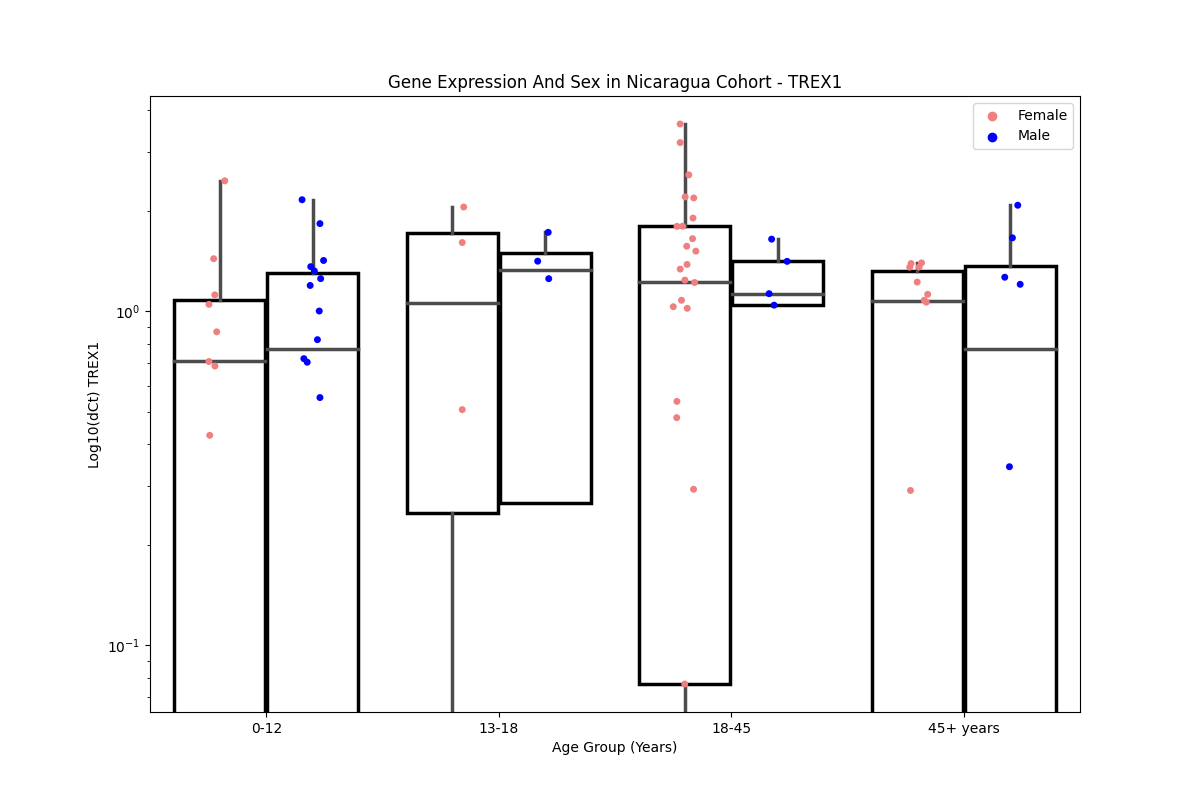 Gene Expression And Sex in Nicaragua Cohort - TREX1
Female
Male
Log10(dCt) TREX1
10⁰
10⁻¹
0-12
13-18
18-45
45+ years
Age Group (Years)